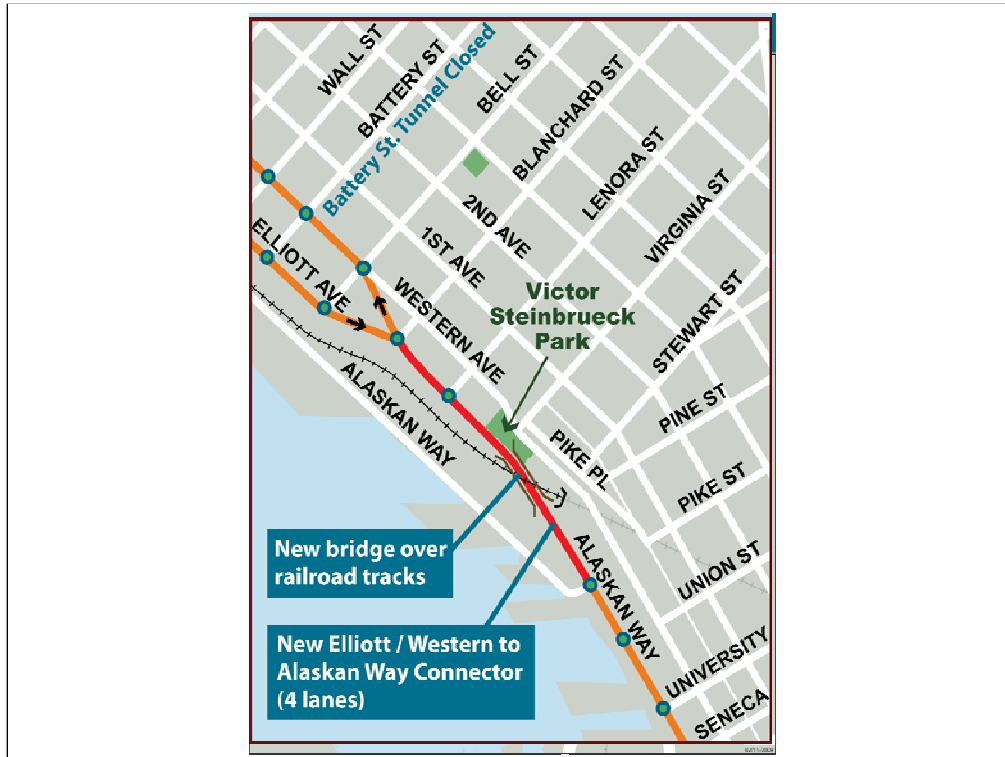 WALL ST
BATTERY ST
Battery St. Tunnel Closed
BELL ST
BLANCHARD ST
LENORA ST
VIRGINIA ST
2ND AVE
1ST AVE
ELLIOTT AVE
WESTERN AVE
Victor
Steinbrueck
Park
STEWART ST
ALASKAN WAY
PINE ST
PIKE PL
PIKE ST
New bridge over
railroad tracks
ALASKAN WAY
UNION ST
New Elliott / Western to
Alaskan Way Connector
(4 lanes)
UNIVERSITY
SENECA